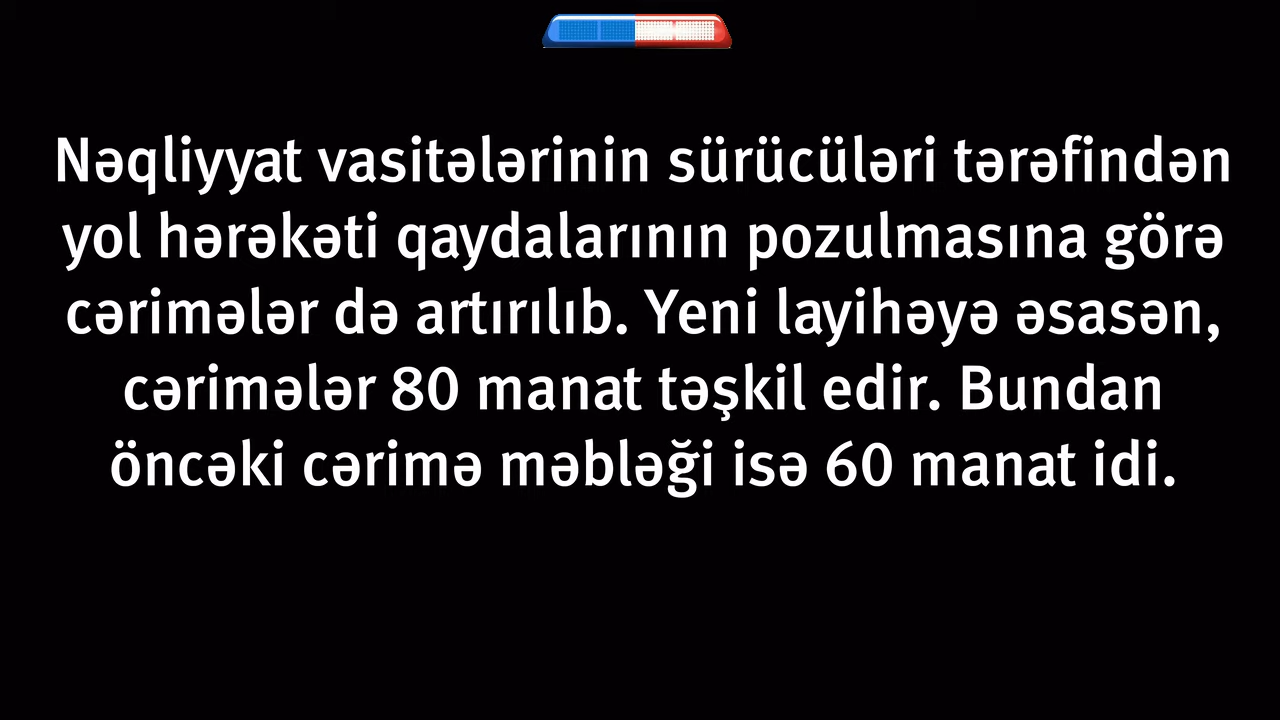 Nəqliyyat vasitələrinin sürücüləri tərəfindən
yol hərəkəti qaydalarının pozulmasına görə
cərimələr də artırılıb. Yeni layihəyə əsasən,
cərimələr 80 manat təşkil edir. Bundan
öncəki cərimə məbləği isə 60 manat idi.